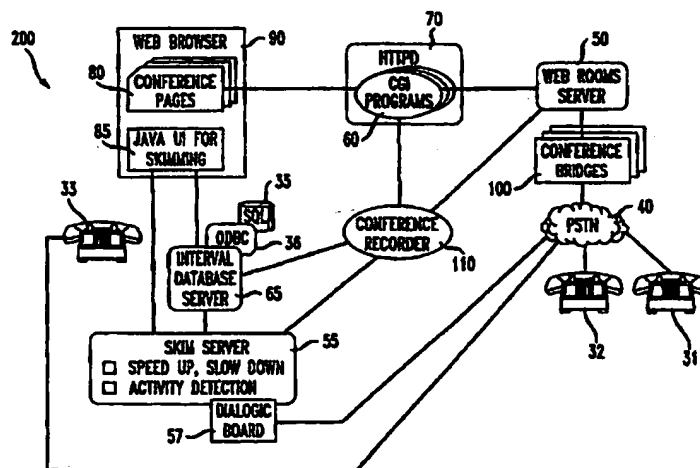 200
WEB BROWSER
90
80
CONFERENCE
PAGES
85
JAVA UI FOR
SKIMMING
70
HTTPD
CGI
PROGRAMS
60
50
WEB ROOMS
SERVER
CONFERENCE
BRIDGES
100
33
35
SQL
ODBC
36
INTERVAL
DATABASE
SERVER
65
CONFERENCE
RECORDER
110
PSTN
40
32
31
SKIM SERVER
55
SPEED UP, SLOW DOWN
ACTIVITY DETECTION
DIALOGIC
BOARD
57